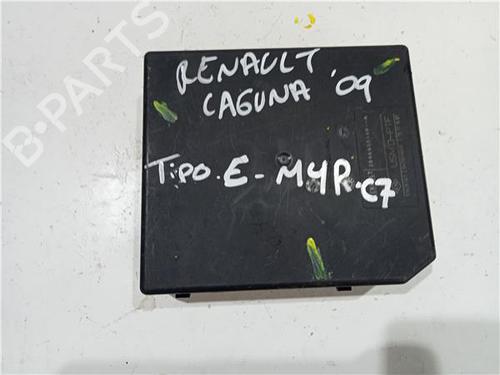 RENAULT
LAGUNA '09
TIPO.E-M4R.C7
B-PARTS